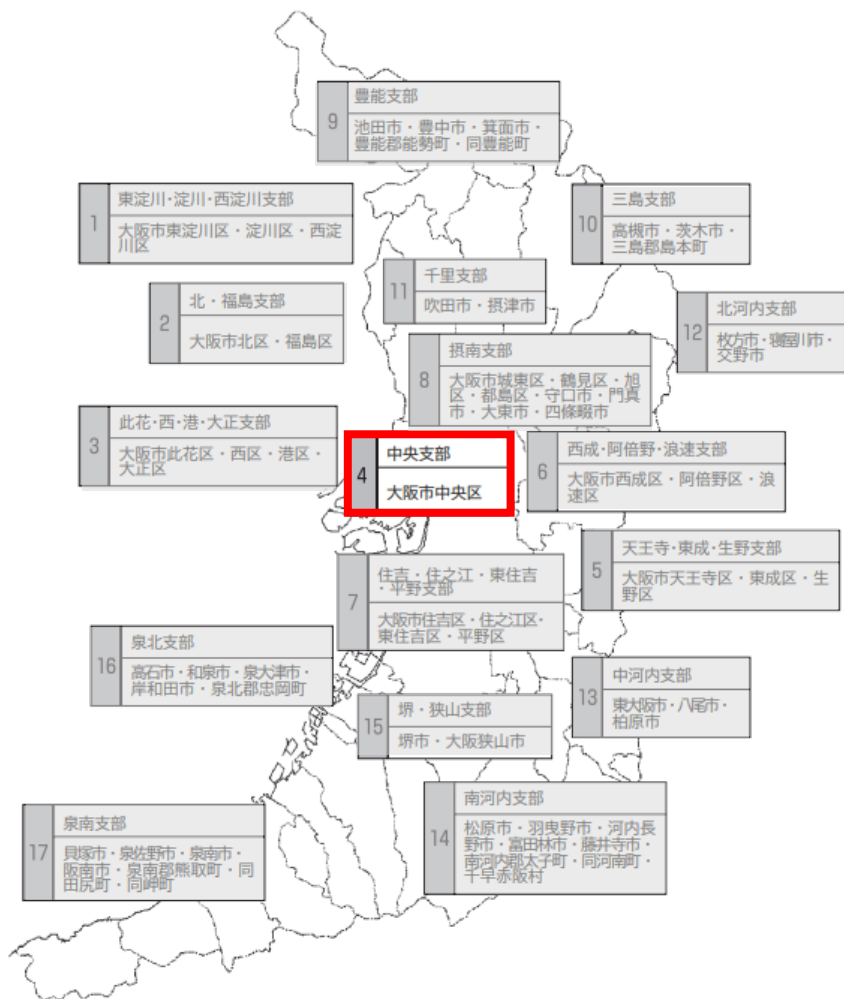 9
豊能支部
池田市・豊中市・箕面市・
豊能郡能勢町・同豊能町
1
東淀川・淀川・西淀川支部
大阪市東淀川区・淀川区・西淀
川区
10
三島支部
高槻市・茨木市・
三島郡島本町
11
千里支部
吹田市・摂津市
2
北・福島支部
大阪市北区・福島区
12
北河内支部
枚方市・寝屋川市・
交野市
8
摂南支部
大阪市城東区・鶴見区・旭
区・都島区・守口市・門真
市・大東市・四條畷市
3
此花・西・港・大正支部
大阪市此花区・西区・港区・
大正区
4
中央支部
大阪市中央区
6
西成・阿倍野・浪速支部
大阪市西成区・阿倍野区・浪
速区
5
天王寺・東成・生野支部
大阪市天王寺区・東成区・生
野区
7
住吉・住之江・東住吉
・平野支部
大阪市住吉区・住之江区・
東住吉区・平野区
16
泉北支部
高石市・和泉市・泉大津市・
岸和田市・泉北郡忠岡町
13
中河内支部
東大阪市・八尾市・
柏原市
15
堺・狭山支部
堺市・大阪狭山市
14
南河内支部
松原市・羽曳野市・河内長
野市・富田林市・藤井寺市・
南河内郡太子町・同河南町・
千早赤阪村
17
泉南支部
貝塚市・泉佐野市・泉南市・
阪南市・泉南郡熊取町・同
田尻町・同岬町